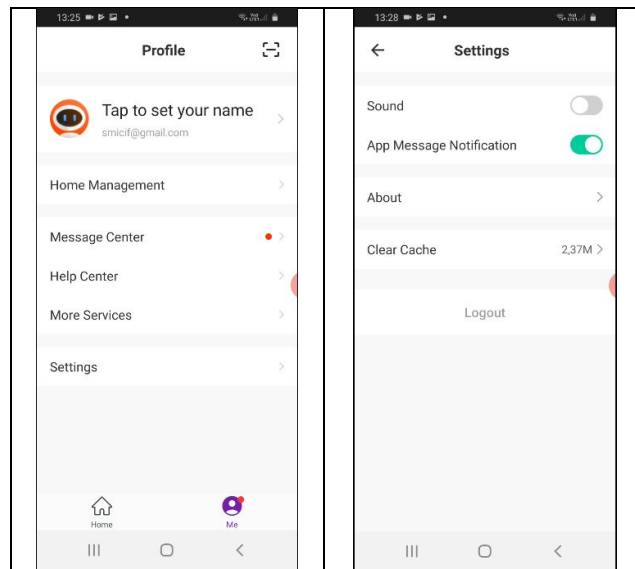 13:25
Profile
Tap to set your name
smicif@gmail.com
Home Management
Message Center
Help Center
More Services
Settings
Home
Me
13:28
Settings
Sound
App Message Notification
About
Clear Cache 2,37M
Logout